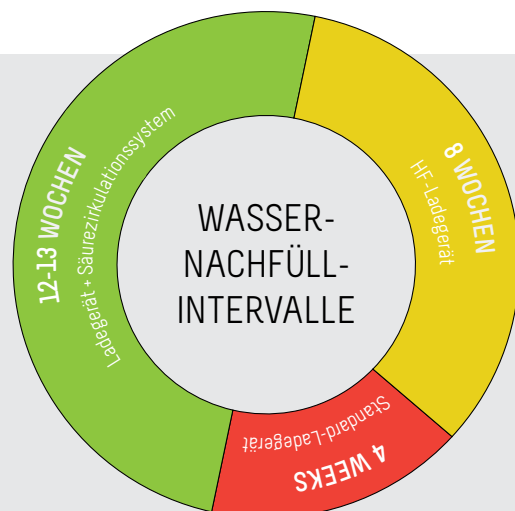 WASSER-
NACHFÜLL-
INTERVALLE
12-13 WOCHEN
Ladegerät + Säurezirkulationssystem
8 WOCHEN
HF-Ladegerät
4 WEEKS
Standard-Ladegerät